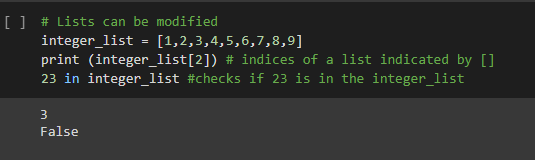 [ ] # Lists can be modified
integer_list = [1,2,3,4,5,6,7,8,9]
print (integer_list[2]) # indices of a list indicated by []
23 in integer_list #checks if 23 is in the integer_list
3
False